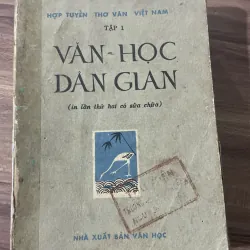 HỢP TUYỂN THƠ VĂN VIỆT NAM
TẬP I
VĂN-HỌC
DÂN GIAN
(in lần thứ hai có sửa chữa)
NHÀ XUẤT BẢN VĂN HỌC